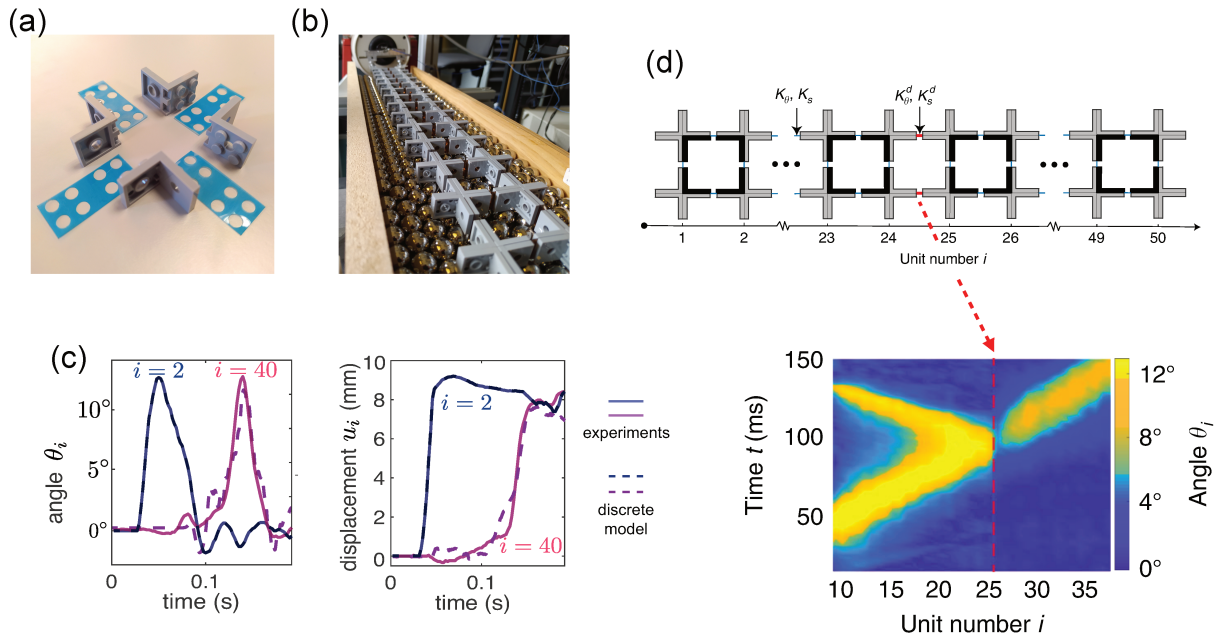 (a)
(b)
(d)
K_θ, K_s
K_θ^d, K_s^d
1 2 23 24 25 26 49 50
Unit number i
(c)
i = 2
i = 40
10°
5°
0°
angle θ_i
0 0.1
time (s)
10
8
6
4
2
0
displacement u_i (mm)
i = 2
i = 40
0 0.1
time (s)
experiments
discrete
model
150
100
50
Time t (ms)
10 15 20 25 30 35
Unit number i
12°
8°
4°
0°
Angle θ_i